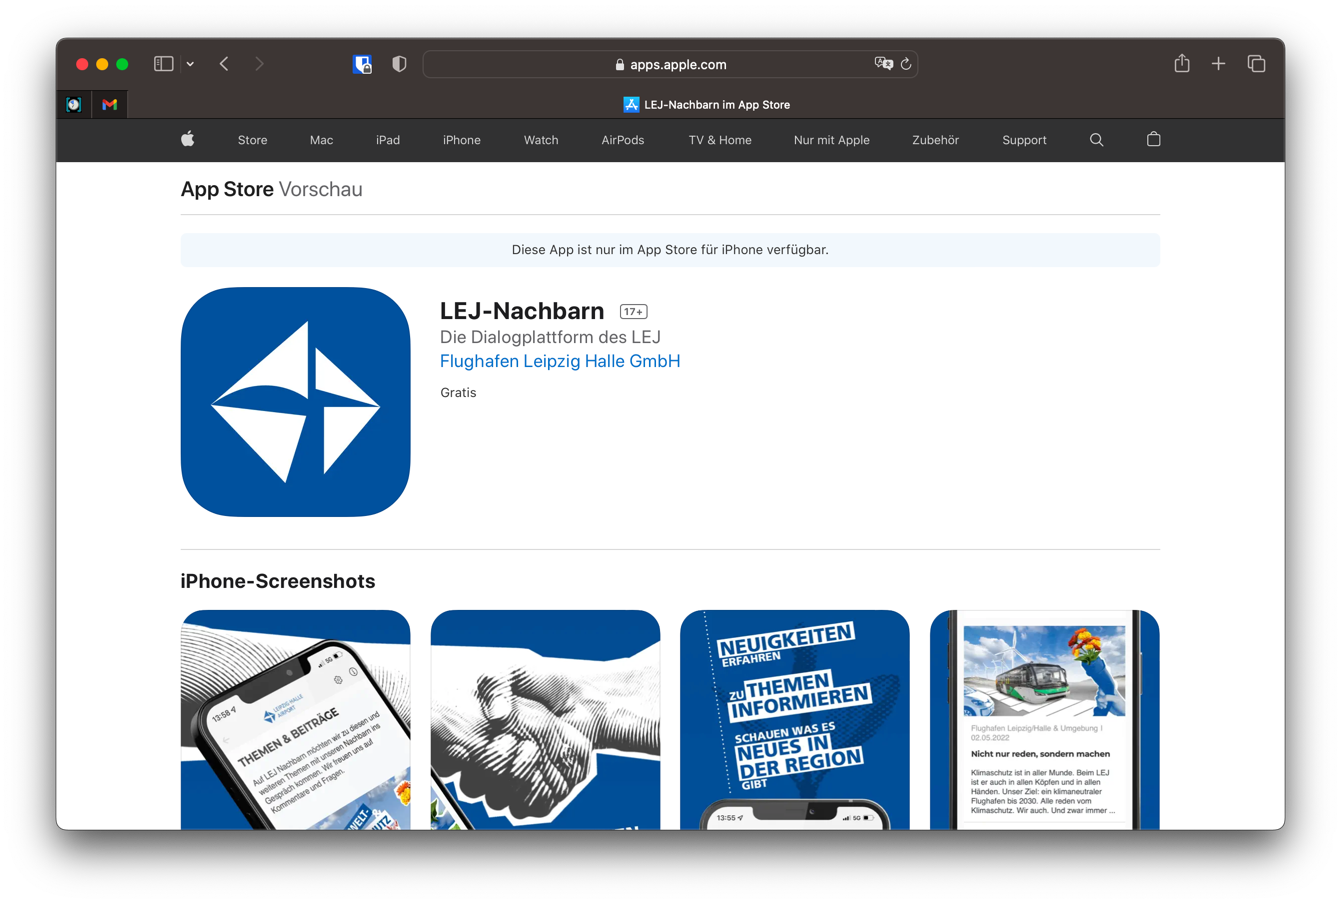 apps.apple.com
LEJ-Nachbarn im App Store
Store Mac iPad iPhone Watch AirPods TV & Home Nur mit Apple Zubehör Support
App Store Vorschau
Diese App ist nur im App Store für iPhone verfügbar.
LEJ-Nachbarn 17+
Die Dialogplattform des LEJ
Flughafen Leipzig Halle GmbH
Gratis
iPhone-Screenshots
13:58
5G
LEIPZIG HALLE
AIRPORT
THEMEN & BEITRÄGE
Auf LEJ Nachbarn möchten wir zu diesen und
weiteren Themen mit unseren Nachbarn ins
Gespräch kommen. Wir freuen uns auf
Kommentare und Fragen.
NEUIGKEITEN
ERFAHREN
ZU THEMEN
INFORMIEREN
SCHAUEN WAS ES
NEUES IN
DER REGION
GIBT
13:55
5G
Flughafen Leipzig/Halle & Umgebung |
02.05.2022
Nicht nur reden, sondern machen
Klimaschutz ist in aller Munde. Beim LEJ
ist er auch in allen Köpfen und in allen
Händen. Unser Ziel: ein klimaneutraler
Flughafen bis 2030. Alle reden vom
Klimaschutz. Wir auch. Und zwar immer ...